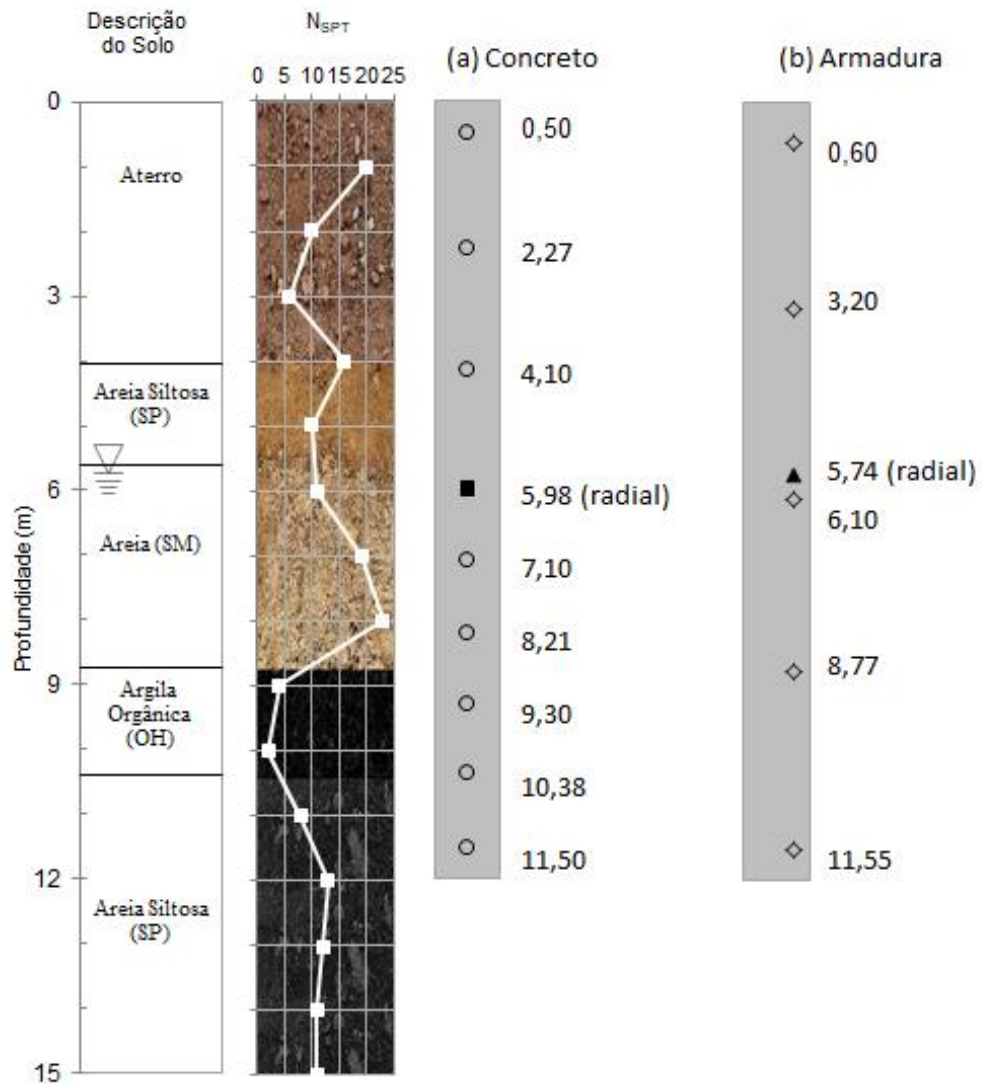 Descrição
do Solo
N_SPT
0 5 10 15 20 25
(a) Concreto
(b) Armadura
0
Aterro
0,50
0,60
2,27
3
3,20
4,10
Areia Siltosa
(SP)
5,74 (radial)
6
5,98 (radial)
6,10
Areia (SM)
7,10
8,21
8,77
9
Argila
Orgânica
(OH)
9,30
10,38
11,50
11,55
12
Areia Siltosa
(SP)
15
Profundidade (m)